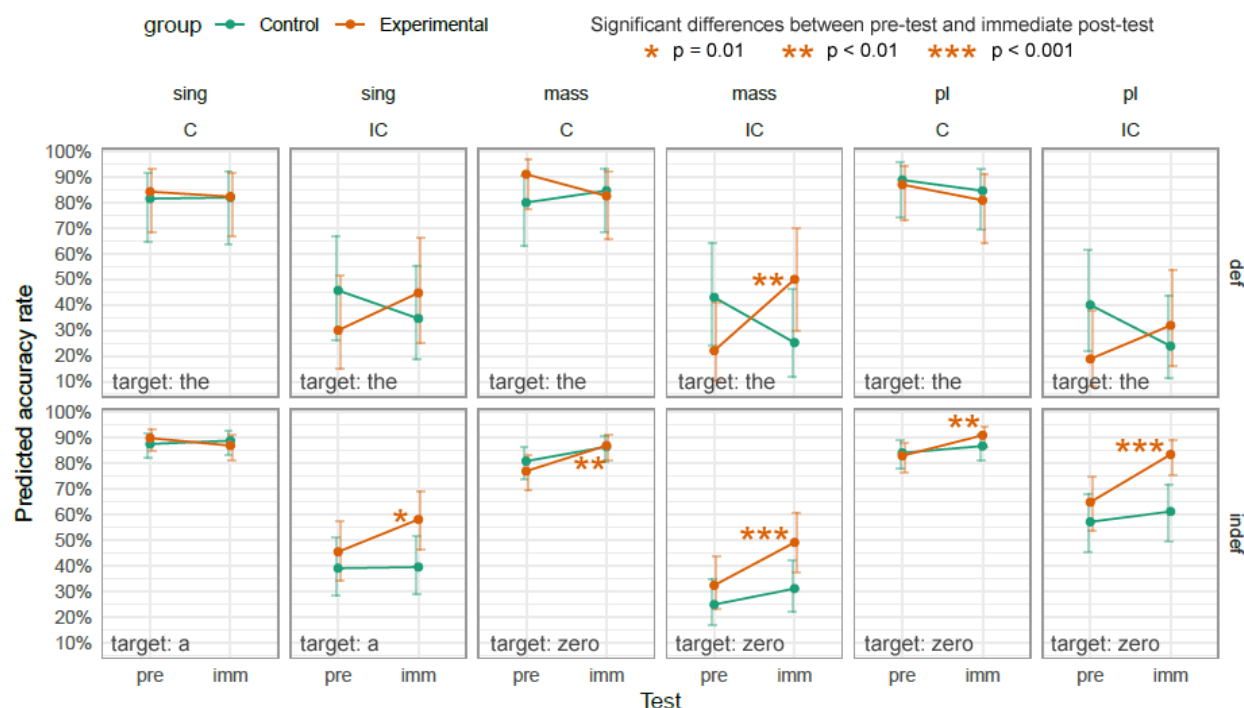 group Control Experimental
Significant differences between pre-test and immediate post-test
* p = 0.01 ** p < 0.01 *** p < 0.001
sing sing mass mass pl pl
C IC C IC C IC
Predicted accuracy rate
100%
90%
80%
70%
60%
50%
40%
30%
20%
10%
**
target: the target: the target: the target: the target: the target: the
def
100%
90%
80%
70%
60%
50%
40%
30%
20%
10%
* ** *** ** ***
target: a target: a target: zero target: zero target: zero target: zero
indef
pre imm pre imm pre imm pre imm pre imm pre imm
Test